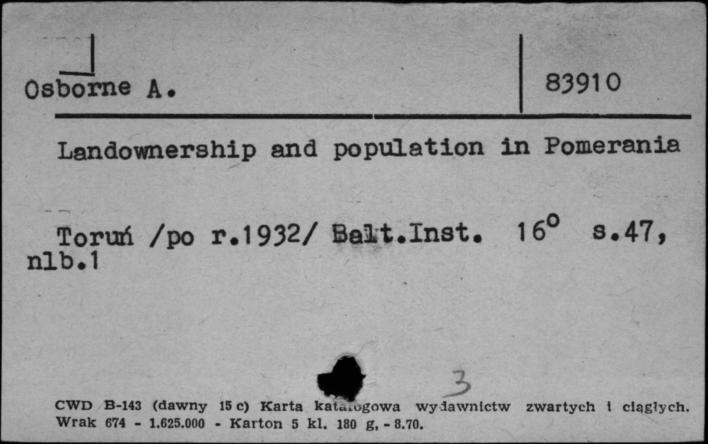 Osborne A.
83910
Landownership and population in Pomerania
Toruń /po r.1932/ Balt.Inst. 16° s.47,
nlb.1
3
CWD B-143 (dawny 15 c) Karta katalogowa wydawnictw zwartych i ciągłych.
Wrak 674 - 1.625.000 - Karton 5 kl. 180 g. - 8.70.